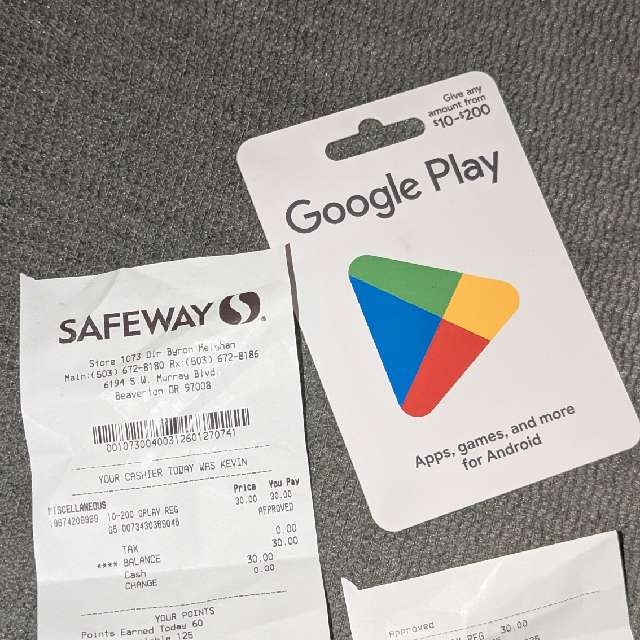 Give any
amount from
$10-$200
Google Play
Apps, games, and more
for Android
SAFEWAY
Store 1073 Dir Byron Meishan
Main:(503) 672-8180 Rx:(503) 672-8186
6194 S.W. Murray Blvd.
Beaverton OR 97008
00107300400312601270741
YOUR CASHIER TODAY WAS KEVIN
Price You Pay
MISCELLANEOUS 30.00 30.00
10-200 GPLAY REG APPROVED
TAX 0.00
**** BALANCE 30.00
Cash 30.00
CHANGE 0.00
YOUR POINTS
Points Earned Today 60
125
Approved
REG 30.00